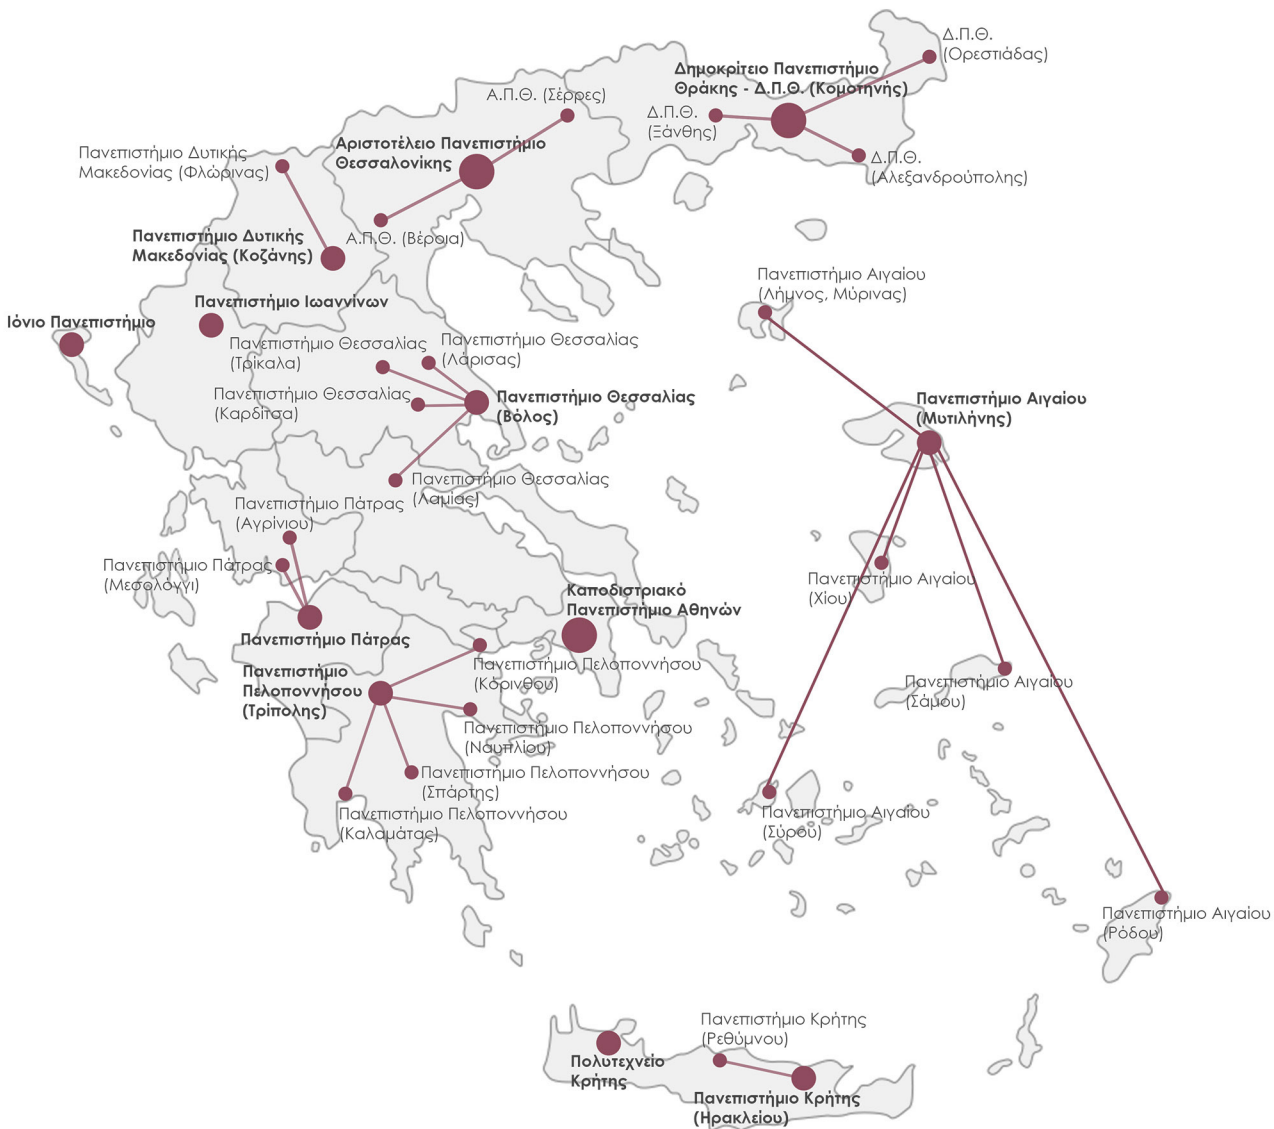 Δ.Π.Θ.
(Ορεστιάδας)
Δημοκρίτειο Πανεπιστήμιο
Θράκης - Δ.Π.Θ. (Κομοτηνής)
Α.Π.Θ. (Σέρρες)
Δ.Π.Θ.
(Ξάνθης)
Δ.Π.Θ.
(Αλεξανδρούπολης)
Αριστοτέλειο Πανεπιστήμιο
Θεσσαλονίκης
Πανεπιστήμιο Δυτικής
Μακεδονίας (Φλώρινας)
Α.Π.Θ. (Βέροια)
Πανεπιστήμιο Δυτικής
Μακεδονίας (Κοζάνης)
Πανεπιστήμιο Αιγαίου
(Λήμνος, Μύρινας)
Πανεπιστήμιο Ιωαννίνων
Ιόνιο Πανεπιστήμιο
Πανεπιστήμιο Θεσσαλίας
(Τρίκαλα)
Πανεπιστήμιο Θεσσαλίας
(Λάρισας)
Πανεπιστήμιο Θεσσαλίας
(Καρδίτσα)
Πανεπιστήμιο Θεσσαλίας
(Βόλος)
Πανεπιστήμιο Αιγαίου
(Μυτιλήνης)
Πανεπιστήμιο Θεσσαλίας
(Λαμίας)
Πανεπιστήμιο Πάτρας
(Αγρίνιου)
Πανεπιστήμιο Πάτρας
(Μεσολόγγι)
Πανεπιστήμιο Αιγαίου
(Χίου)
Καποδιστριακό
Πανεπιστήμιο Αθηνών
Πανεπιστήμιο Πάτρας
Πανεπιστήμιο
Πελοποννήσου
(Τρίπολης)
Πανεπιστήμιο Πελοποννήσου
(Κόρινθου)
Πανεπιστήμιο Αιγαίου
(Σάμου)
Πανεπιστήμιο Πελοποννήσου
(Ναυπλίου)
Πανεπιστήμιο Πελοποννήσου
(Σπάρτης)
Πανεπιστήμιο Πελοποννήσου
(Καλαμάτας)
Πανεπιστήμιο Αιγαίου
(Σύρου)
Πανεπιστήμιο Αιγαίου
(Ρόδου)
Πανεπιστήμιο Κρήτης
(Ρεθύμνου)
Πολυτεχνείο
Κρήτης
Πανεπιστήμιο Κρήτης
(Ηρακλείου)